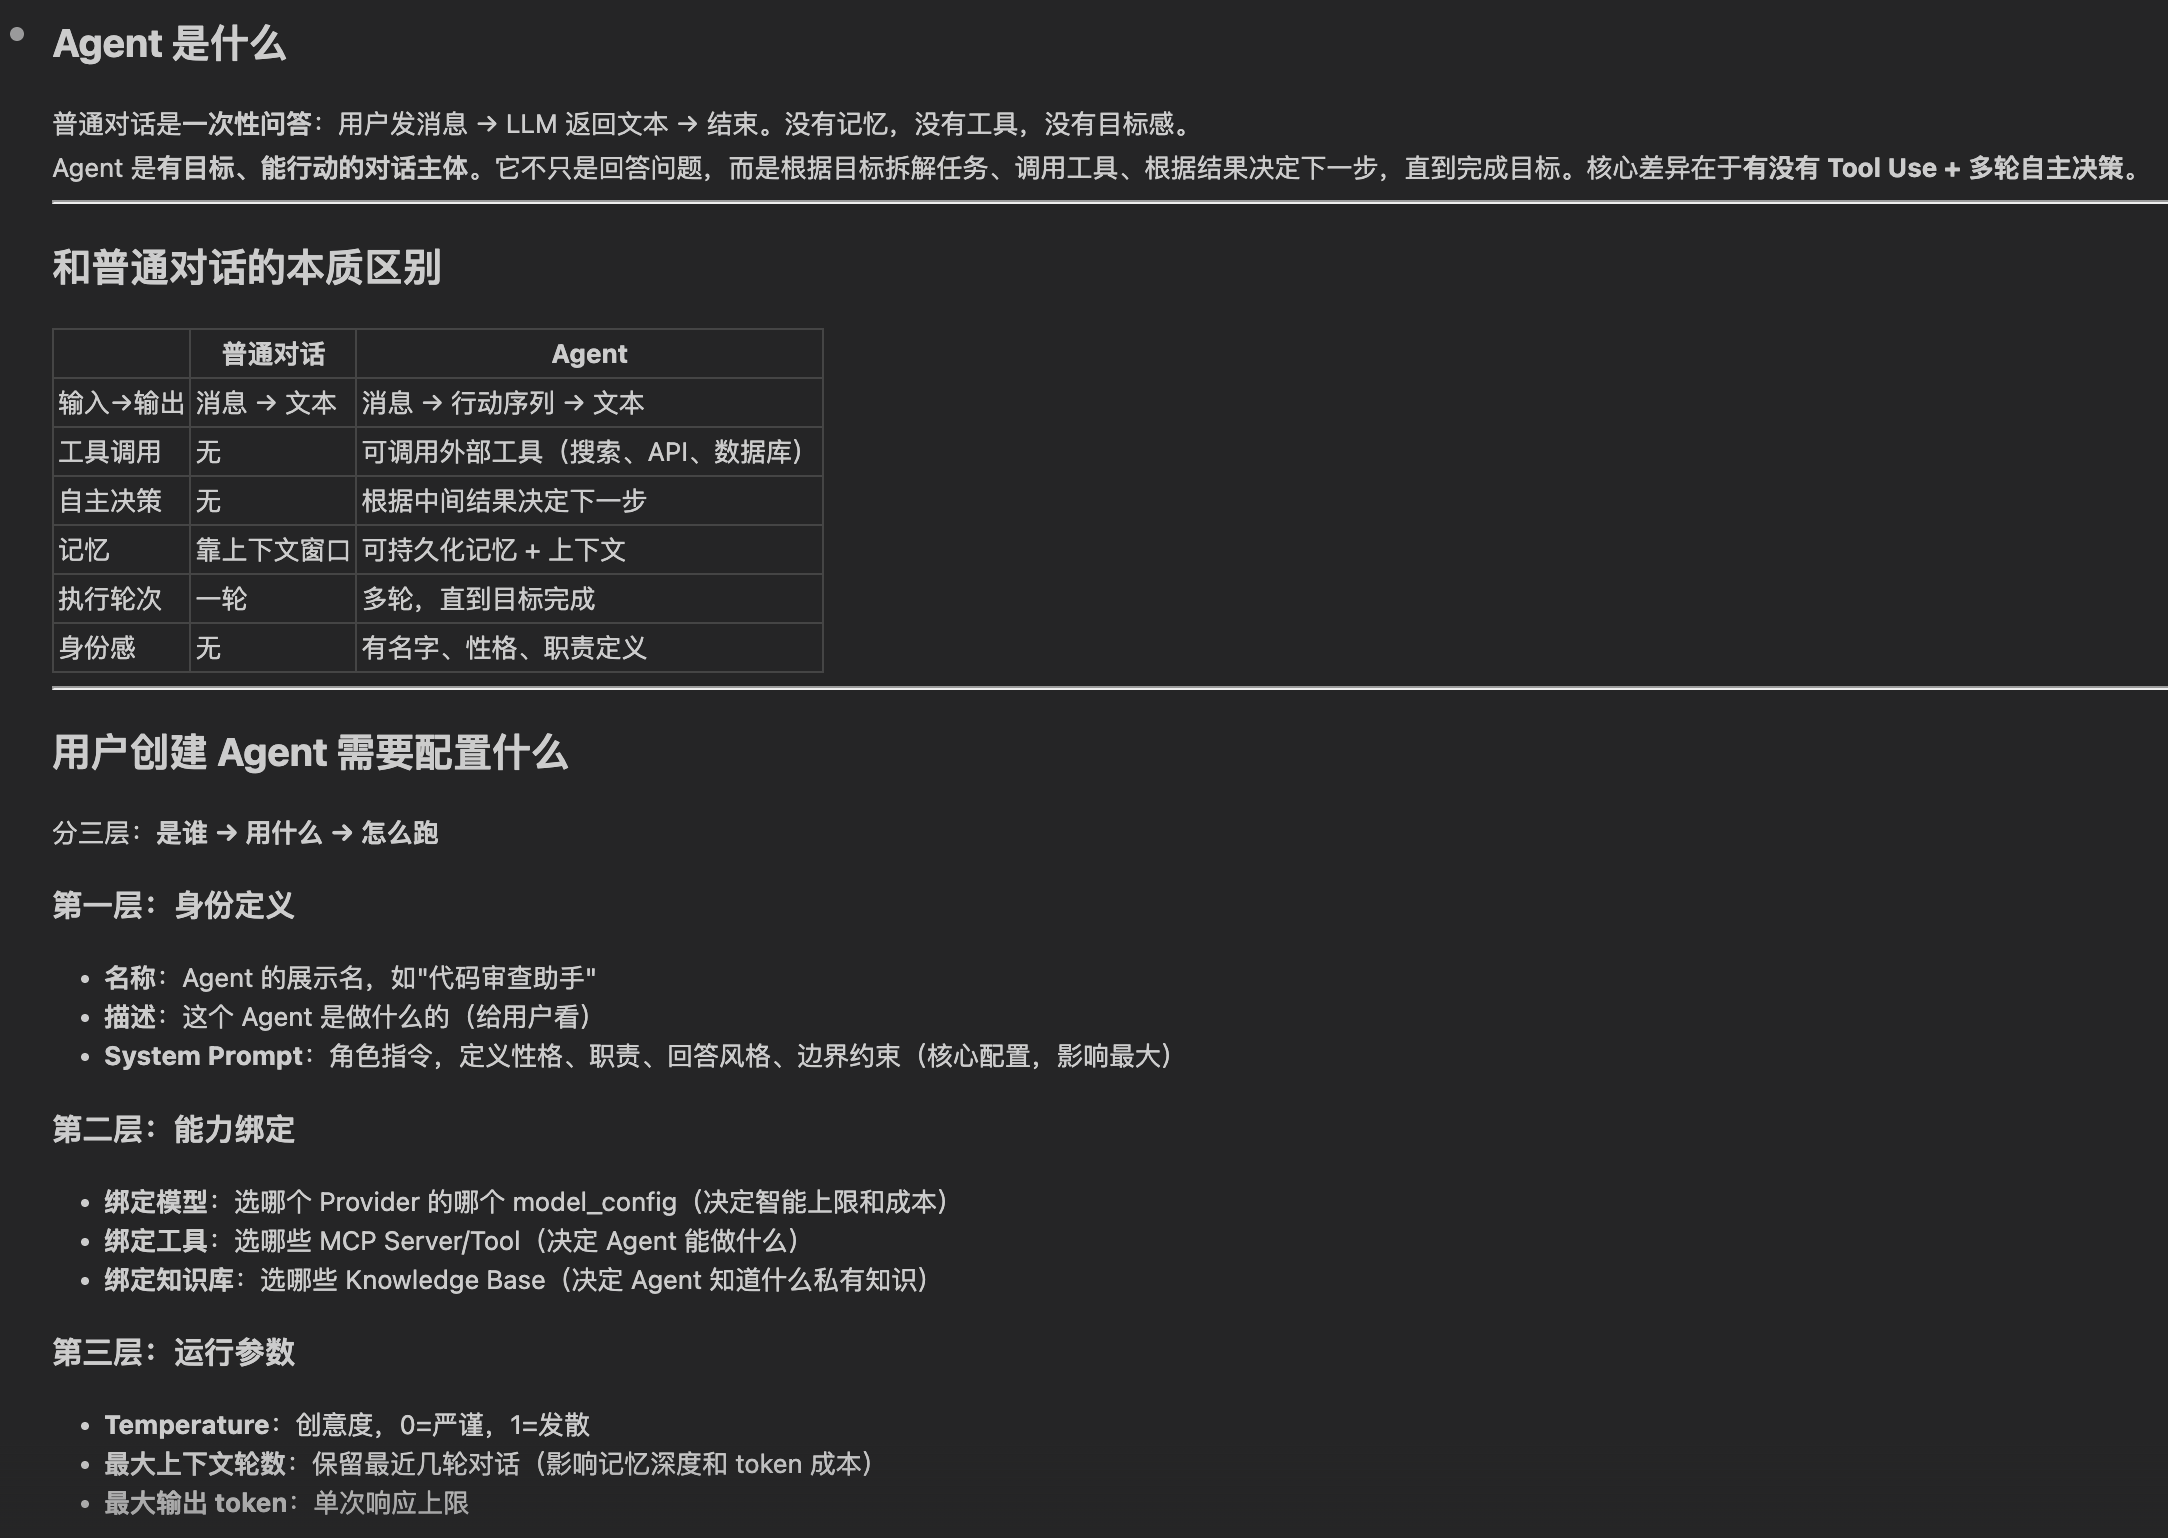 Agent 是什么
普通对话是一次性问答：用户发消息 → LLM 返回文本 → 结束。没有记忆，没有工具，没有目标感。
Agent 是有目标、能行动的对话主体。它不只是回答问题，而是根据目标拆解任务、调用工具、根据结果决定下一步，直到完成目标。核心差异在于有没有 Tool Use + 多轮自主决策。
和普通对话的本质区别
普通对话 Agent
输入→输出 消息 → 文本 消息 → 行动序列 → 文本
工具调用 无 可调用外部工具（搜索、API、数据库）
自主决策 无 根据中间结果决定下一步
记忆 靠上下文窗口 可持久化记忆 + 上下文
执行轮次 一轮 多轮，直到目标完成
身份感 无 有名字、性格、职责定义
用户创建 Agent 需要配置什么
分三层：是谁 → 用什么 → 怎么跑
第一层：身份定义
• 名称：Agent 的展示名，如"代码审查助手"
• 描述：这个 Agent 是做什么的（给用户看）
• System Prompt：角色指令，定义性格、职责、回答风格、边界约束（核心配置，影响最大）
第二层：能力绑定
• 绑定模型：选哪个 Provider 的哪个 model_config（决定智能上限和成本）
• 绑定工具：选哪些 MCP Server/Tool（决定 Agent 能做什么）
• 绑定知识库：选哪些 Knowledge Base（决定 Agent 知道什么私有知识）
第三层：运行参数
• Temperature：创意度，0=严谨，1=发散
• 最大上下文轮数：保留最近几轮对话（影响记忆深度和 token 成本）
• 最大输出 token：单次响应上限